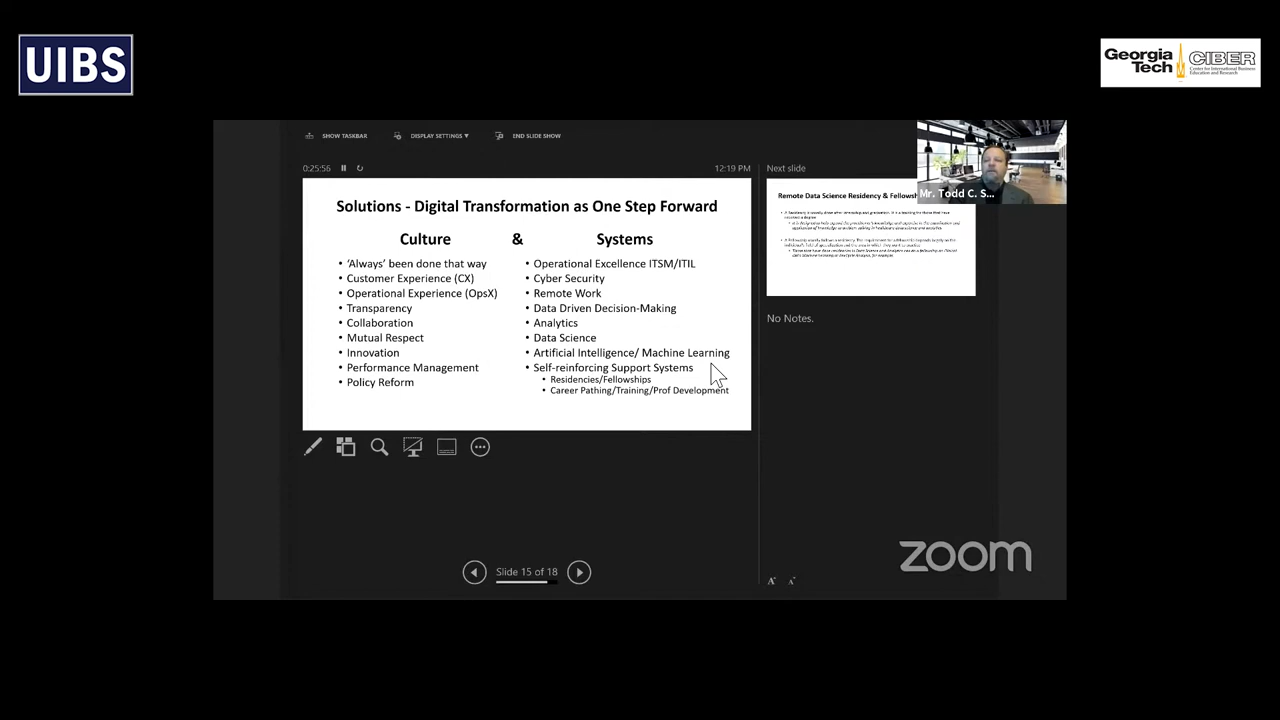 UIBS
Georgia Tech
CIBER
Center for International Business Education and Research
SHOW TASKBAR
DISPLAY SETTINGS ▼
END SLIDE SHOW
0:25:56
12:19 PM
Next slide
Mr. Todd C. S...
Solutions - Digital Transformation as One Step Forward
Culture & Systems
• ‘Always’ been done that way
• Customer Experience (CX)
• Operational Experience (OpsX)
• Transparency
• Collaboration
• Mutual Respect
• Innovation
• Performance Management
• Policy Reform
• Operational Excellence ITSM/ITIL
• Cyber Security
• Remote Work
• Data Driven Decision-Making
• Analytics
• Data Science
• Artificial Intelligence/ Machine Learning
• Self-reinforcing Support Systems
• Residencies/Fellowships
• Career Pathing/Training/Prof Development
Remote Data Science Residency & Fellowsh
No Notes.
Slide 15 of 18
A A
zoom